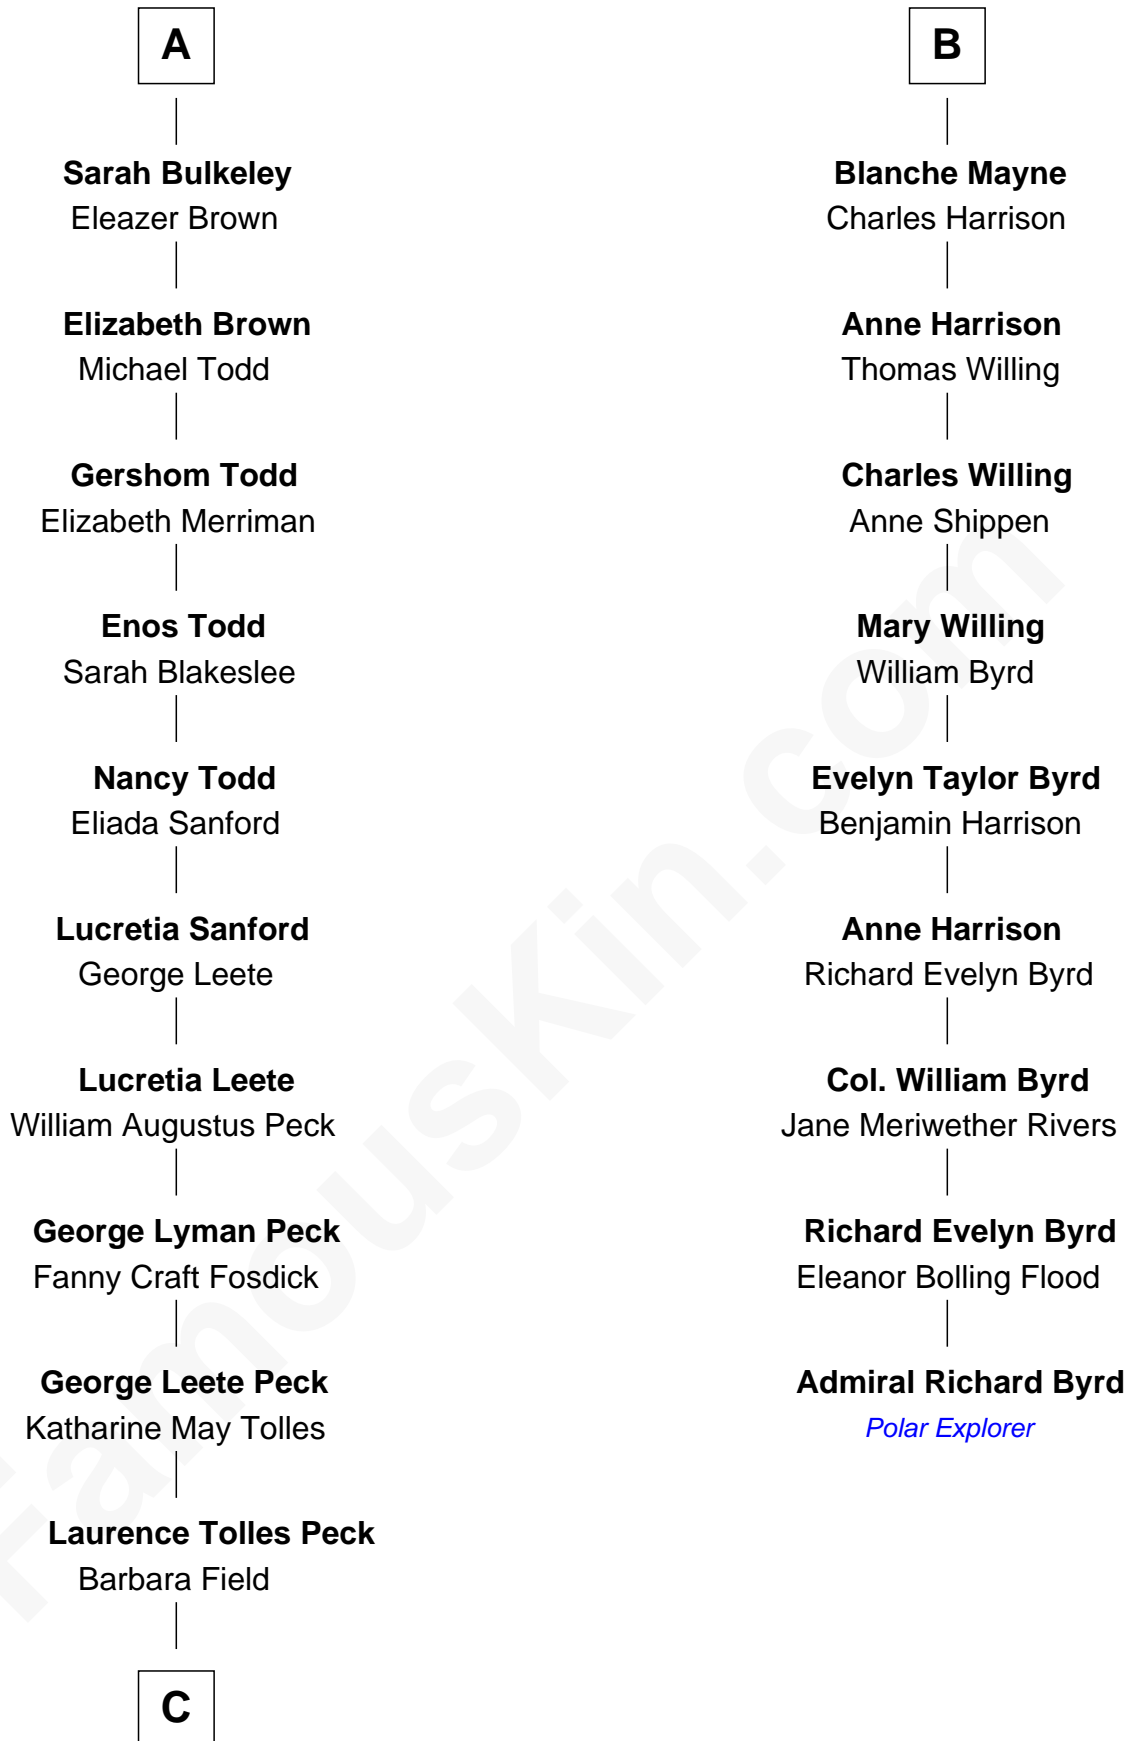 A
Sarah Bulkeley
Eleazer Brown
Elizabeth Brown
Michael Todd
Gershom Todd
Elizabeth Merriman
Enos Todd
Sarah Blakeslee
Nancy Todd
Eliada Sanford
Lucretia Sanford
George Leete
Lucretia Leete
William Augustus Peck
George Lyman Peck
Fanny Craft Fosdick
George Leete Peck
Katharine May Tolles
Laurence Tolles Peck
Barbara Field
C
B
Blanche Mayne
Charles Harrison
Anne Harrison
Thomas Willing
Charles Willing
Anne Shippen
Mary Willing
William Byrd
Evelyn Taylor Byrd
Benjamin Harrison
Anne Harrison
Richard Evelyn Byrd
Col. William Byrd
Jane Meriwether Rivers
Richard Evelyn Byrd
Eleanor Bolling Flood
Admiral Richard Byrd
Polar Explorer
FamousKin.com